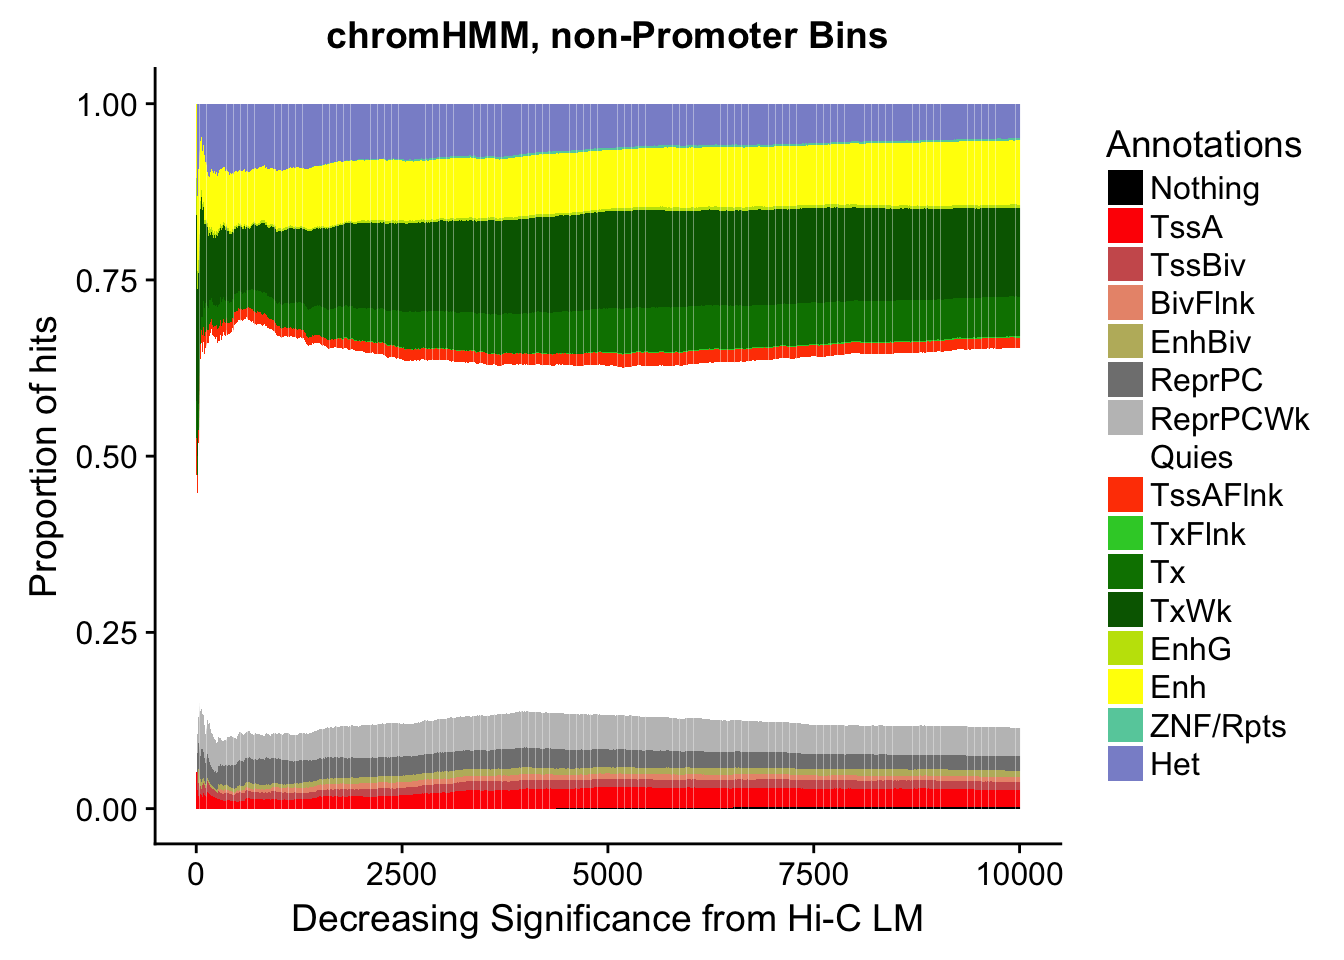 chromHMM, non-Promoter Bins
1.00
0.75
0.50
0.25
0.00
Proportion of hits
0
2500
5000
7500
10000
Decreasing Significance from Hi-C LM
Annotations
Nothing
TssA
TssBiv
BivFlnk
EnhBiv
ReprPC
ReprPCWk
Quies
TssAFlnk
TxFlnk
Tx
TxWk
EnhG
Enh
ZNF/Rpts
Het